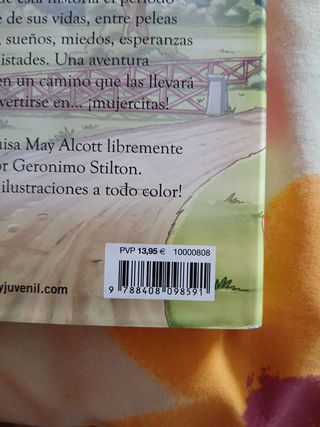 de esta historia el período
e de sus vidas, entre peleas
, sueños, miedos, esperanzas
istades. Una aventura
en un camino que las llevará
vertirse en... ¡mujercitas!
uisa May Alcott libremente
or Geronimo Stilton.
ilustraciones a todo color!
PVP 13,95 € 10000808
9 788408 098591
yjuvenil.com